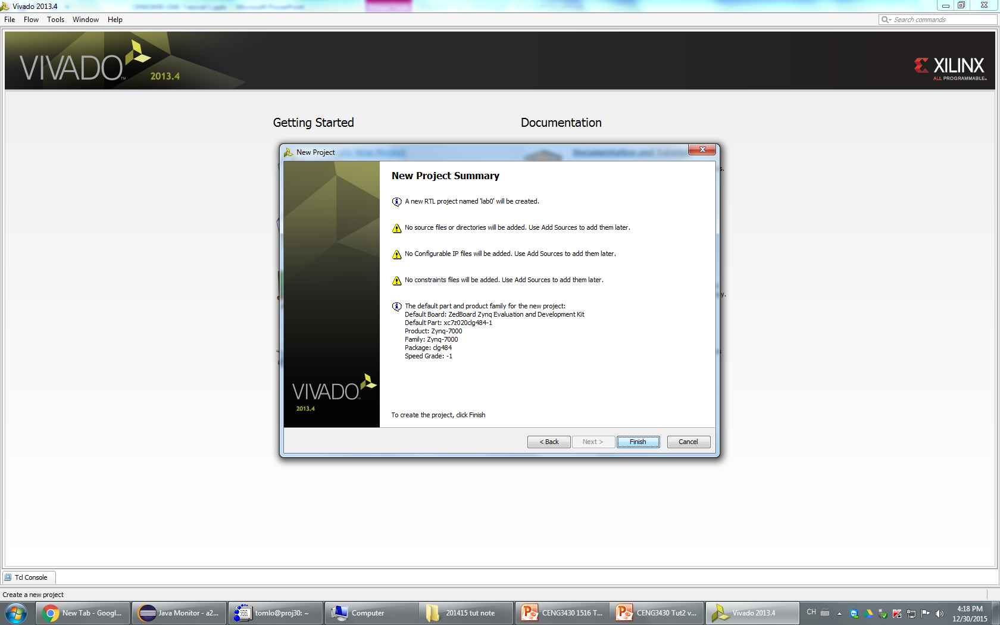 Vivado 2013.4
File Flow Tools Window Help
Search commands
VIVADO™
2013.4
XILINX
ALL PROGRAMMABLE™
Getting Started
Documentation
New Project
s.
y.
New Project Summary
A new RTL project named 'lab0' will be created.
No source files or directories will be added. Use Add Sources to add them later.
No Configurable IP files will be added. Use Add Sources to add them later.
No constraints files will be added. Use Add Sources to add them later.
The default part and product family for the new project:
Default Board: ZedBoard Zynq Evaluation and Development Kit
Default Part: xc7z020clg484-1
Product: Zynq-7000
Family: Zynq-7000
Package: clg484
Speed Grade: -1
VIVADO™
2013.4
To create the project, click Finish
< Back Next > Finish Cancel
Tcl Console
Create a new project
New Tab - Googl... Java Monitor - a2... tomlo@proj30: ~ Computer 201415 tut note CENG3430 1516 T... CENG3430 Tut2 v... Vivado 2013.4 CH
4:18 PM
12/30/2015